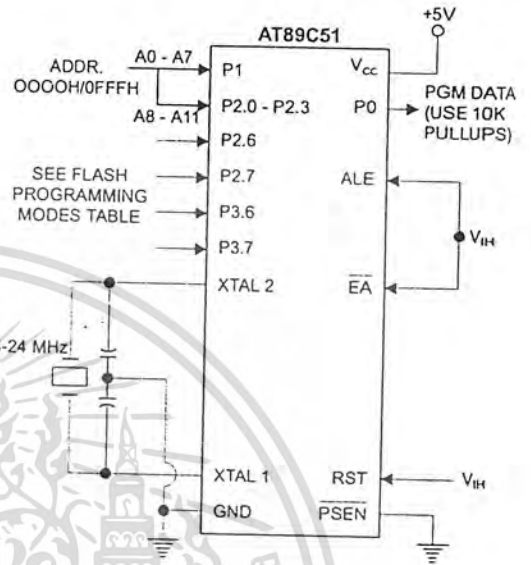 +5V
AT89C51
ADDR.
OOOOH/0FFFH
A0 - A7
P1
VCC
A8 - A11
P2.0 - P2.3
P0
PGM DATA
(USE 10K
PULLUPS)
P2.6
SEE FLASH
PROGRAMMING
MODES TABLE
P2.7
ALE
P3.6
VIH
P3.7
XTAL 2
EA
-24 MHz
XTAL 1
RST
VIH
GND
PSEN